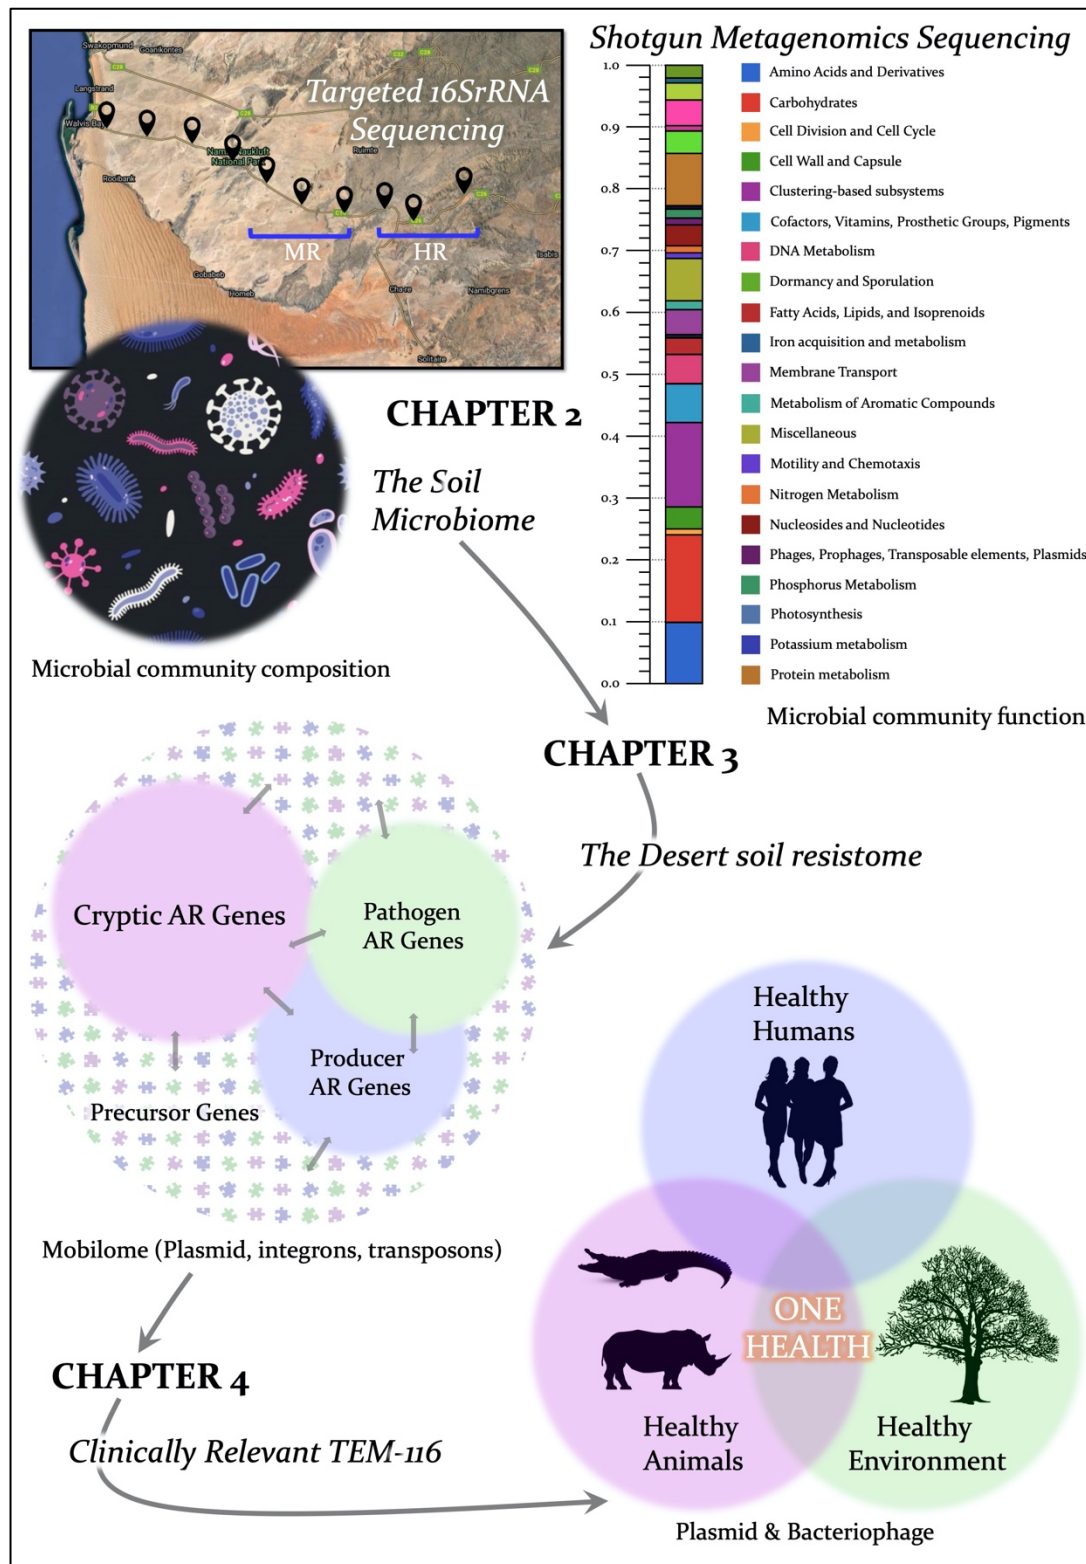 Shotgun Metagenomics Sequencing
Swakopmund
Goanikontes
C28
Langstrand
Walvis Bay
Targeted 16SrRNA
Sequencing
Namib-Naukluft
National Park
Ruimte
Rooibank
MR
HR
Isabis
Gobabeb
Homeb
Namibgrens
Solitaire
1.0
0.9
0.8
0.7
0.6
0.5
0.4
0.3
0.2
0.1
0.0
Amino Acids and Derivatives
Carbohydrates
Cell Division and Cell Cycle
Cell Wall and Capsule
Clustering-based subsystems
Cofactors, Vitamins, Prosthetic Groups, Pigments
DNA Metabolism
Dormancy and Sporulation
Fatty Acids, Lipids, and Isoprenoids
Iron acquisition and metabolism
Membrane Transport
Metabolism of Aromatic Compounds
Miscellaneous
Motility and Chemotaxis
Nitrogen Metabolism
Nucleosides and Nucleotides
Phages, Prophages, Transposable elements, Plasmids
Phosphorus Metabolism
Photosynthesis
Potassium metabolism
Protein metabolism
Microbial community function
CHAPTER 2
The Soil
Microbiome
Microbial community composition
CHAPTER 3
The Desert soil resistome
Cryptic AR Genes
Pathogen
AR Genes
Producer
AR Genes
Precursor Genes
Mobilome (Plasmid, integrons, transposons)
CHAPTER 4
Clinically Relevant TEM-116
Healthy
Humans
ONE
HEALTH
Healthy
Animals
Healthy
Environment
Plasmid & Bacteriophage